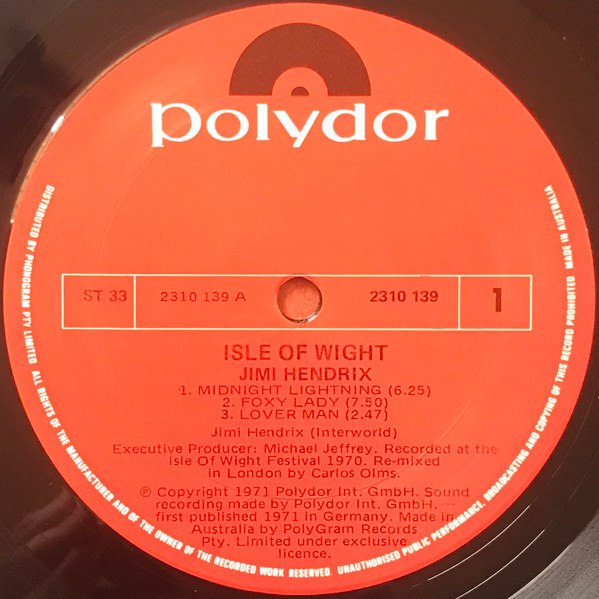 polydor
ST 33
2310 139 A
2310 139
1
ISLE OF WIGHT
JIMI HENDRIX
1. MIDNIGHT LIGHTNING (6.25)
2. FOXY LADY (7.50)
3. LOVER MAN (2.47)
Jimi Hendrix (Interworld)
Executive Producer: Michael Jeffrey. Recorded at the
Isle Of Wight Festival 1970. Re-mixed
in London by Carlos Olms.
℗ Copyright 1971 Polydor Int. GmbH. Sound
recording made by Polydor Int. GmbH. —
first published 1971 in Germany. Made in
Australia by PolyGram Records
Pty. Limited under exclusive
licence.
DISTRIBUTED BY PHONOGRAM PTY LIMITED ALL RIGHTS OF THE MANUFACTURER AND OF THE OWNER OF THE RECORDED WORK RESERVED. UNAUTHORISED PUBLIC PERFORMANCE, BROADCASTING AND COPYING OF THIS RECORD PROHIBITED MADE IN AUSTRALIA